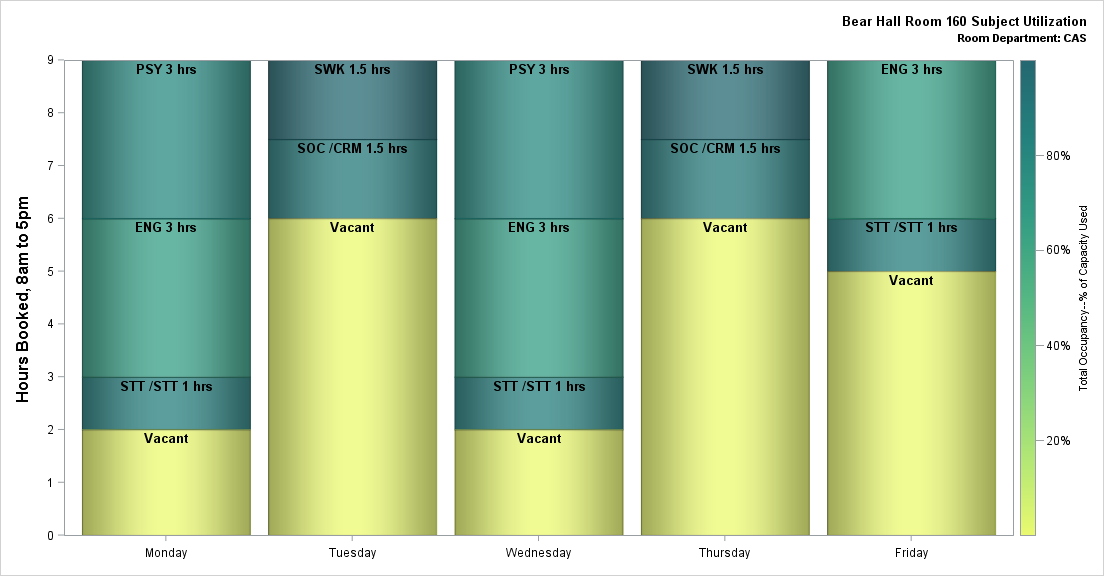 Bear Hall Room 160 Subject Utilization
Room Department: CAS
Hours Booked, 8am to 5pm
9
8
7
6
5
4
3
2
1
0
PSY 3 hrs
ENG 3 hrs
STT /STT 1 hrs
Vacant
SWK 1.5 hrs
SOC /CRM 1.5 hrs
Vacant
PSY 3 hrs
ENG 3 hrs
STT /STT 1 hrs
Vacant
SWK 1.5 hrs
SOC /CRM 1.5 hrs
Vacant
ENG 3 hrs
STT /STT 1 hrs
Vacant
Monday
Tuesday
Wednesday
Thursday
Friday
80%
60%
40%
20%
Total Occupancy--% of Capacity Used